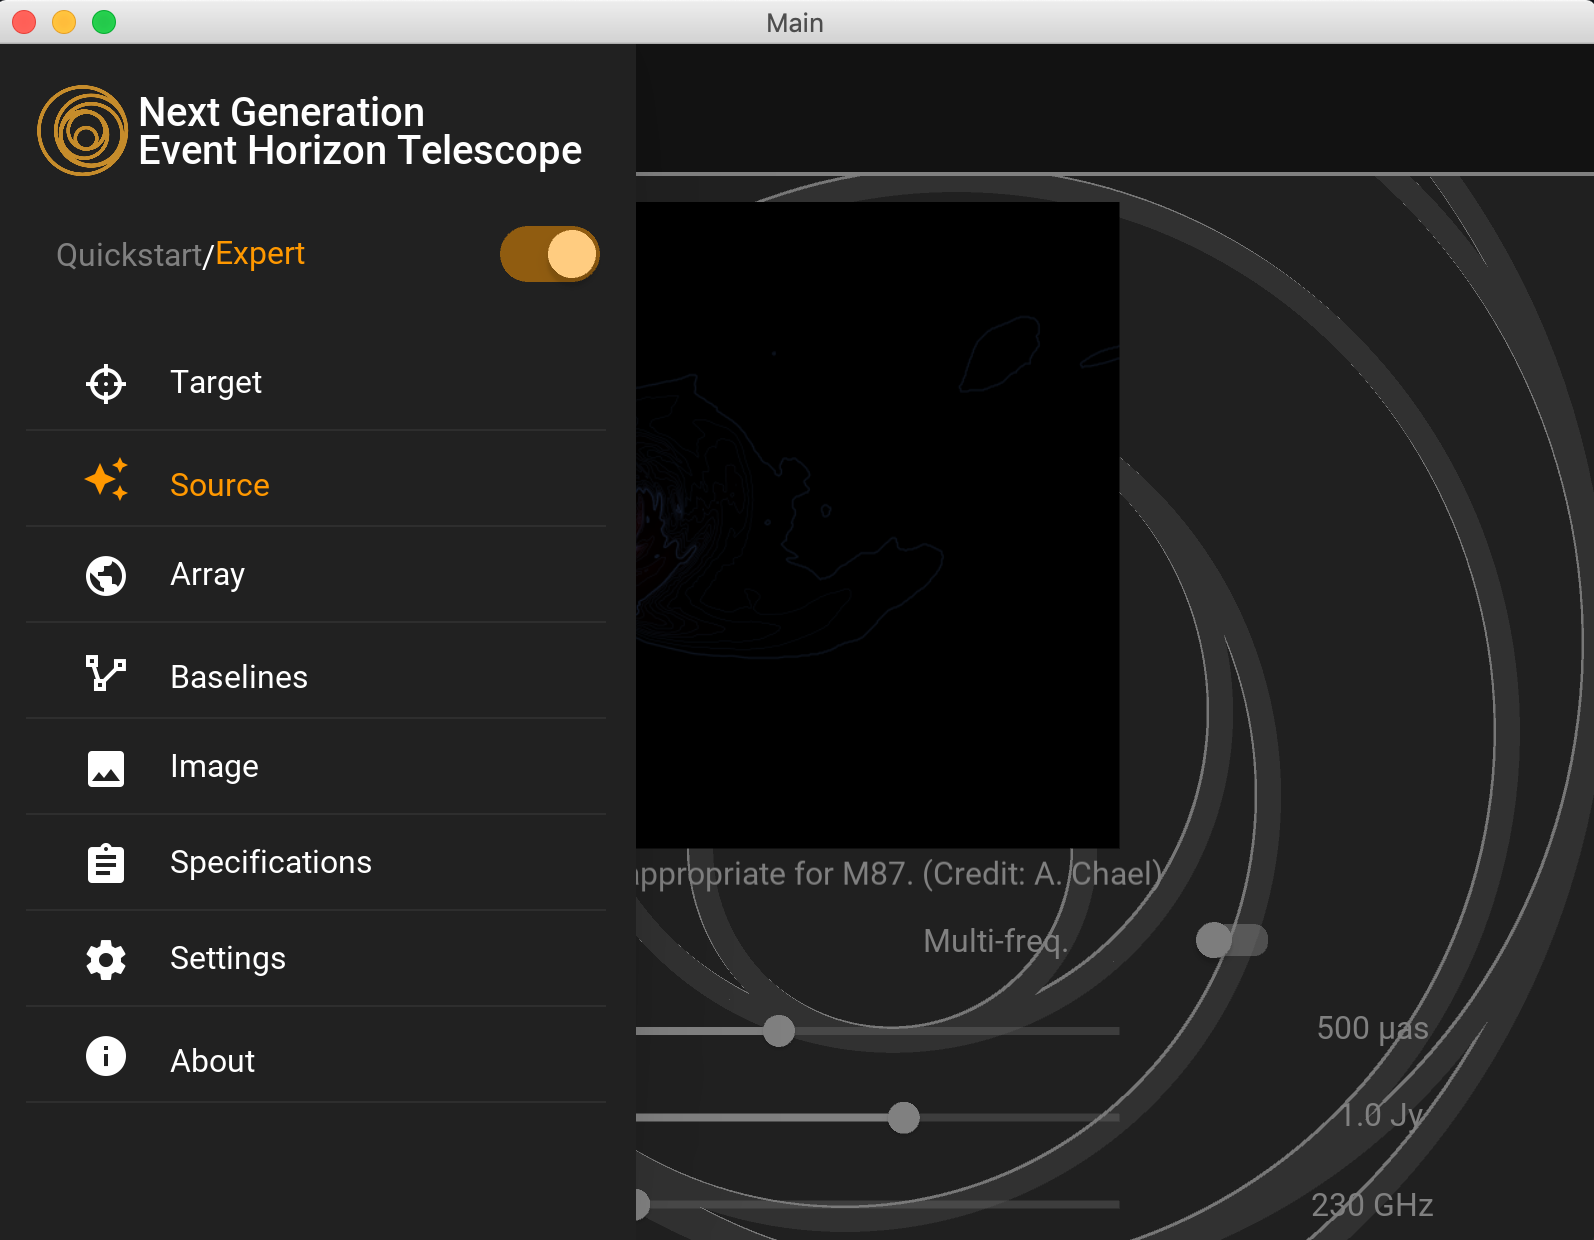 Main
Next Generation
Event Horizon Telescope
Quickstart/Expert
Target
Source
Array
Baselines
Image
Specifications
Settings
About
appropriate for M87. (Credit: A. Chael)
Multi-freq.
500 µas
1.0 Jy
230 GHz